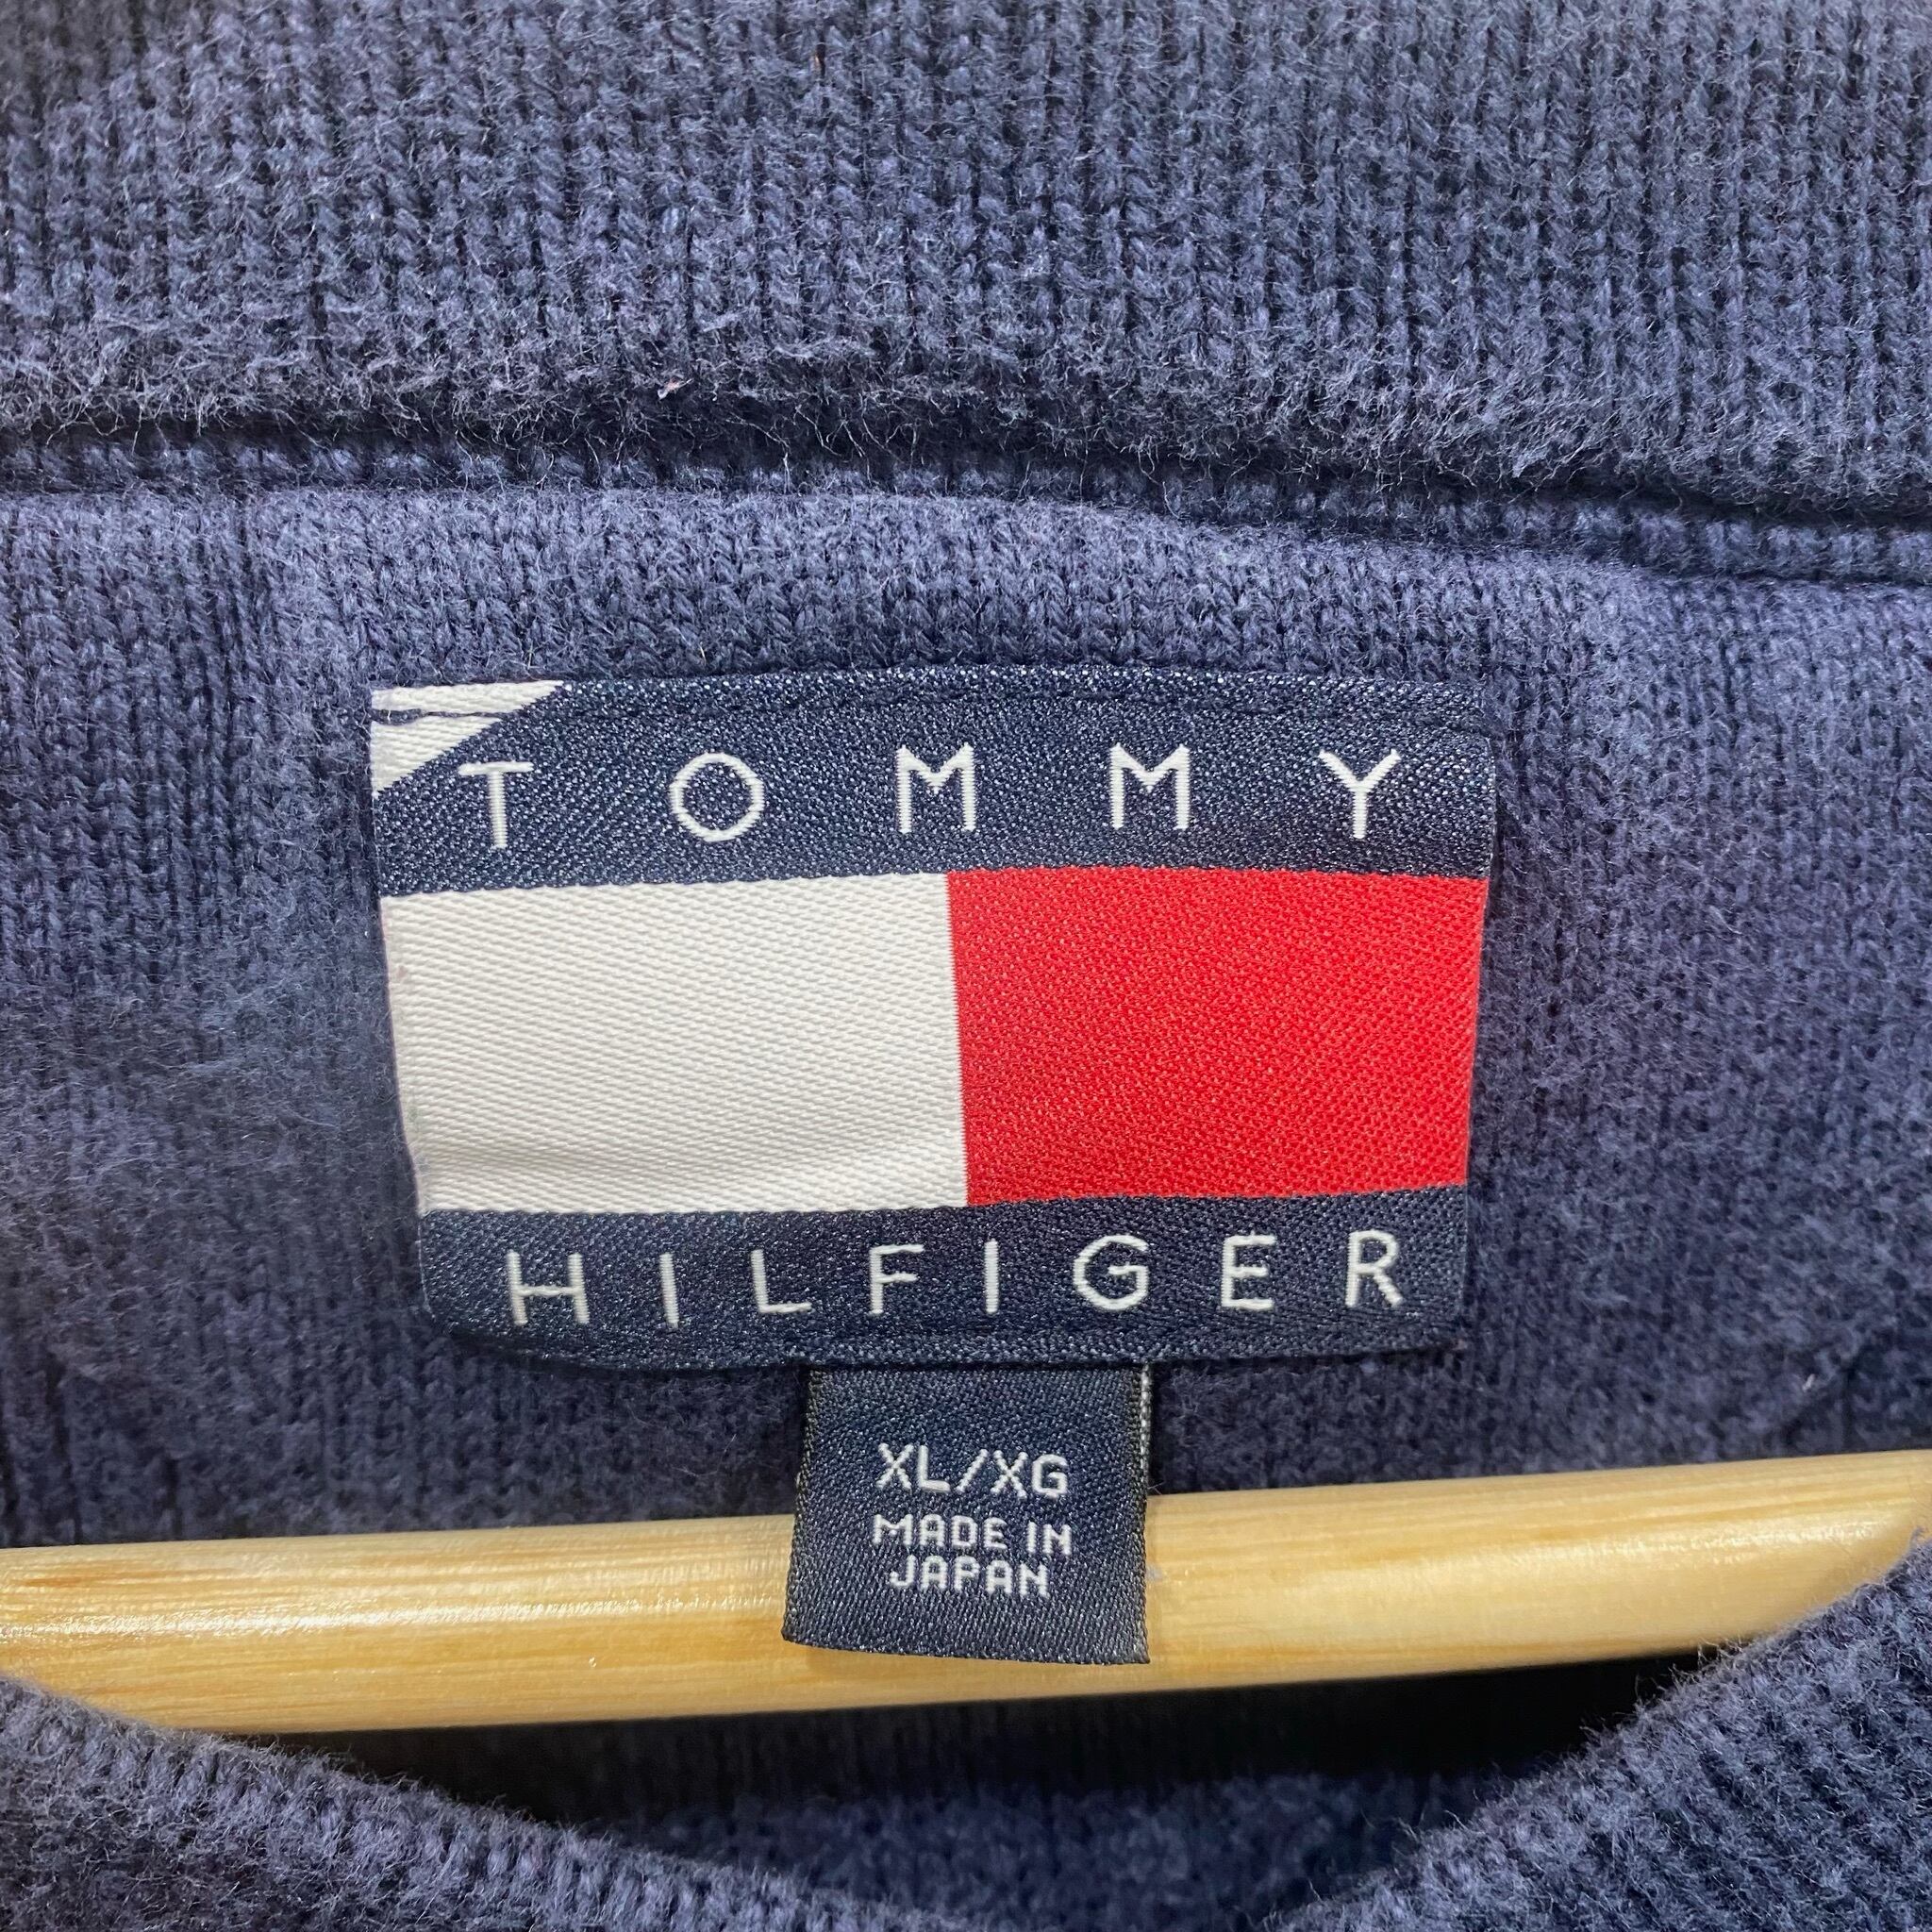 TOMMY
HILFIGER
XL/XG
MADE IN
JAPAN